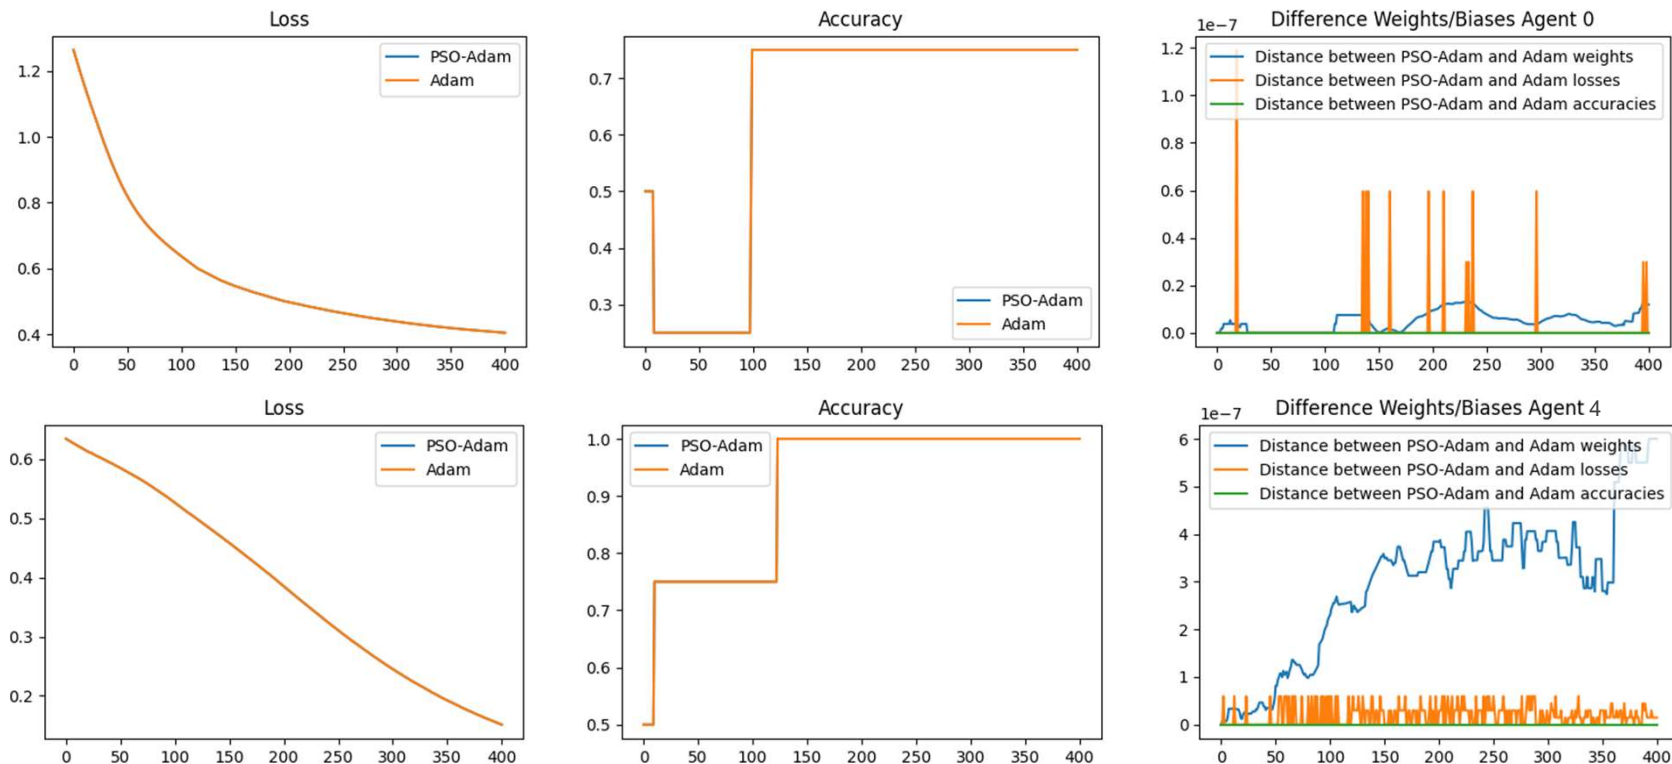 Loss
PSO-Adam
Adam
1.2
1.0
0.8
0.6
0.4
0 50 100 150 200 250 300 350 400
Accuracy
0.7
0.6
0.5
0.4
0.3
PSO-Adam
Adam
0 50 100 150 200 250 300 350 400
1e-7 Difference Weights/Biases Agent 0
1.2
Distance between PSO-Adam and Adam weights
Distance between PSO-Adam and Adam losses
1.0
Distance between PSO-Adam and Adam accuracies
0.8
0.6
0.4
0.2
0.0
0 50 100 150 200 250 300 350 400
Loss
PSO-Adam
Adam
0.6
0.5
0.4
0.3
0.2
0 50 100 150 200 250 300 350 400
Accuracy
1.0
PSO-Adam
Adam
0.9
0.8
0.7
0.6
0.5
0 50 100 150 200 250 300 350 400
1e-7 Difference Weights/Biases Agent 4
6
Distance between PSO-Adam and Adam weights
Distance between PSO-Adam and Adam losses
5
Distance between PSO-Adam and Adam accuracies
4
3
2
1
0
0 50 100 150 200 250 300 350 400